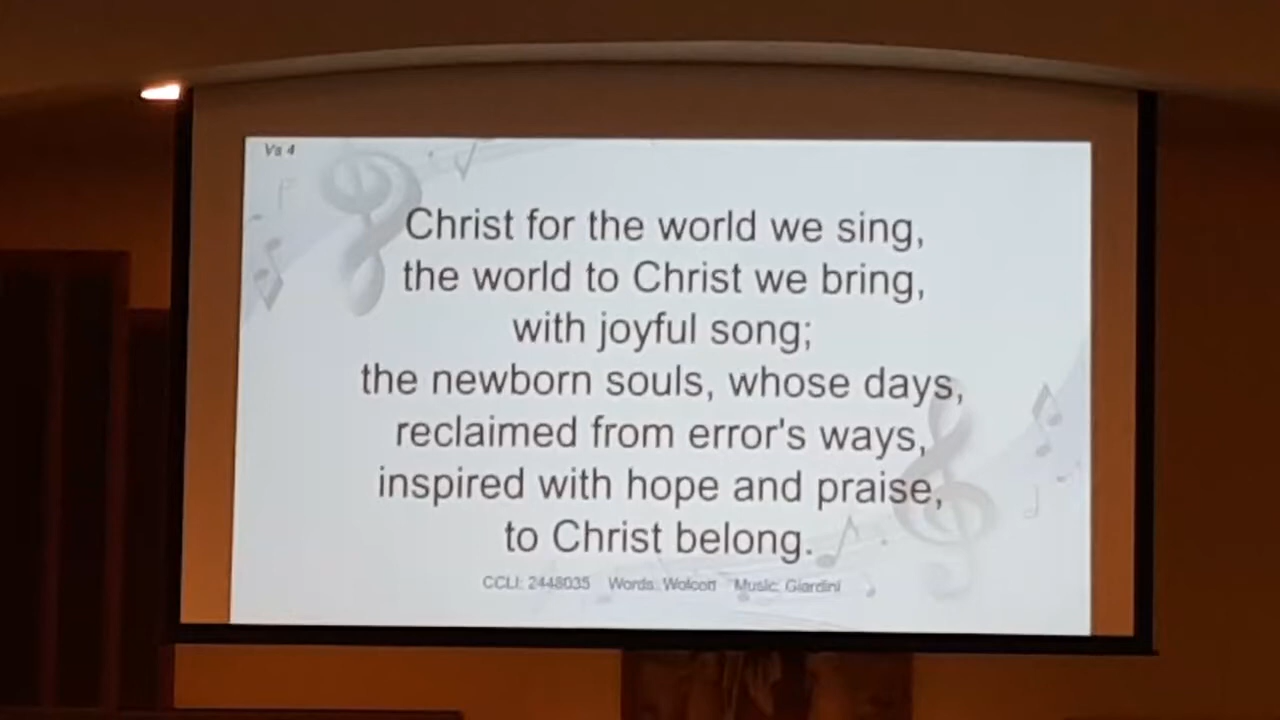 Vs 4
Christ for the world we sing,
the world to Christ we bring,
with joyful song;
the newborn souls, whose days,
reclaimed from error's ways,
inspired with hope and praise,
to Christ belong.
CCLI: 2448035 Words: Wolcott Music: Giardini